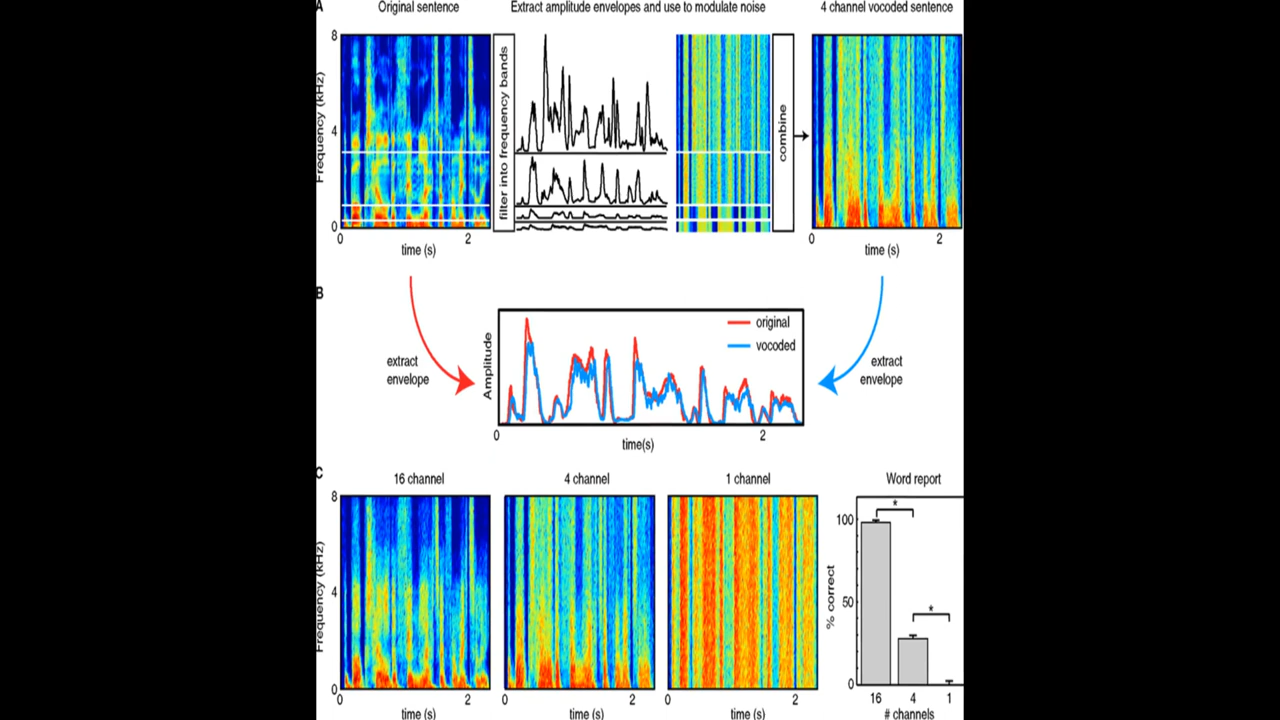 A
Original sentence
Extract amplitude envelopes and use to modulate noise
4 channel vocoded sentence
8
4
0
Frequency (kHz)
filter into frequency bands
combine
0 2
time (s)
0 2
time (s)
B
extract
envelope
Amplitude
original
vocoded
0 2
time(s)
extract
envelope
C
16 channel
4 channel
1 channel
Word report
8
4
0
Frequency (kHz)
0 2
time (s)
0 2
time (s)
0 2
time (s)
% correct
100
50
0
*
*
16 4 1
# channels